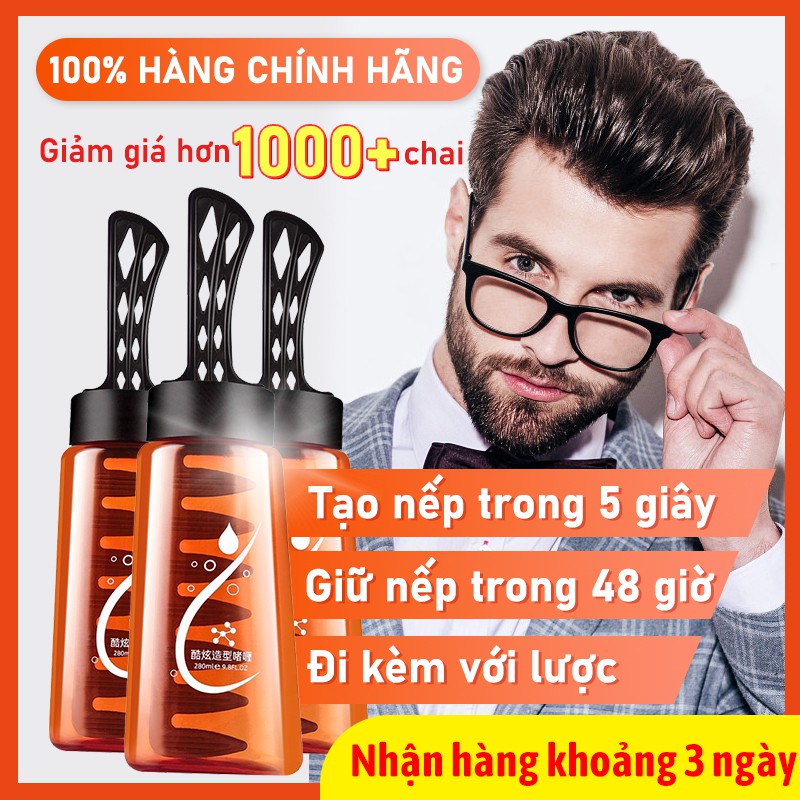 100% HÀNG CHÍNH HÃNG
Giảm giá hơn 1000+ chai
Tạo nếp trong 5 giây
Giữ nếp trong 48 giờ
Đi kèm với lược
酷炫造型啫喱
280ml e 9.8FL.OZ
Nhận hàng khoảng 3 ngày